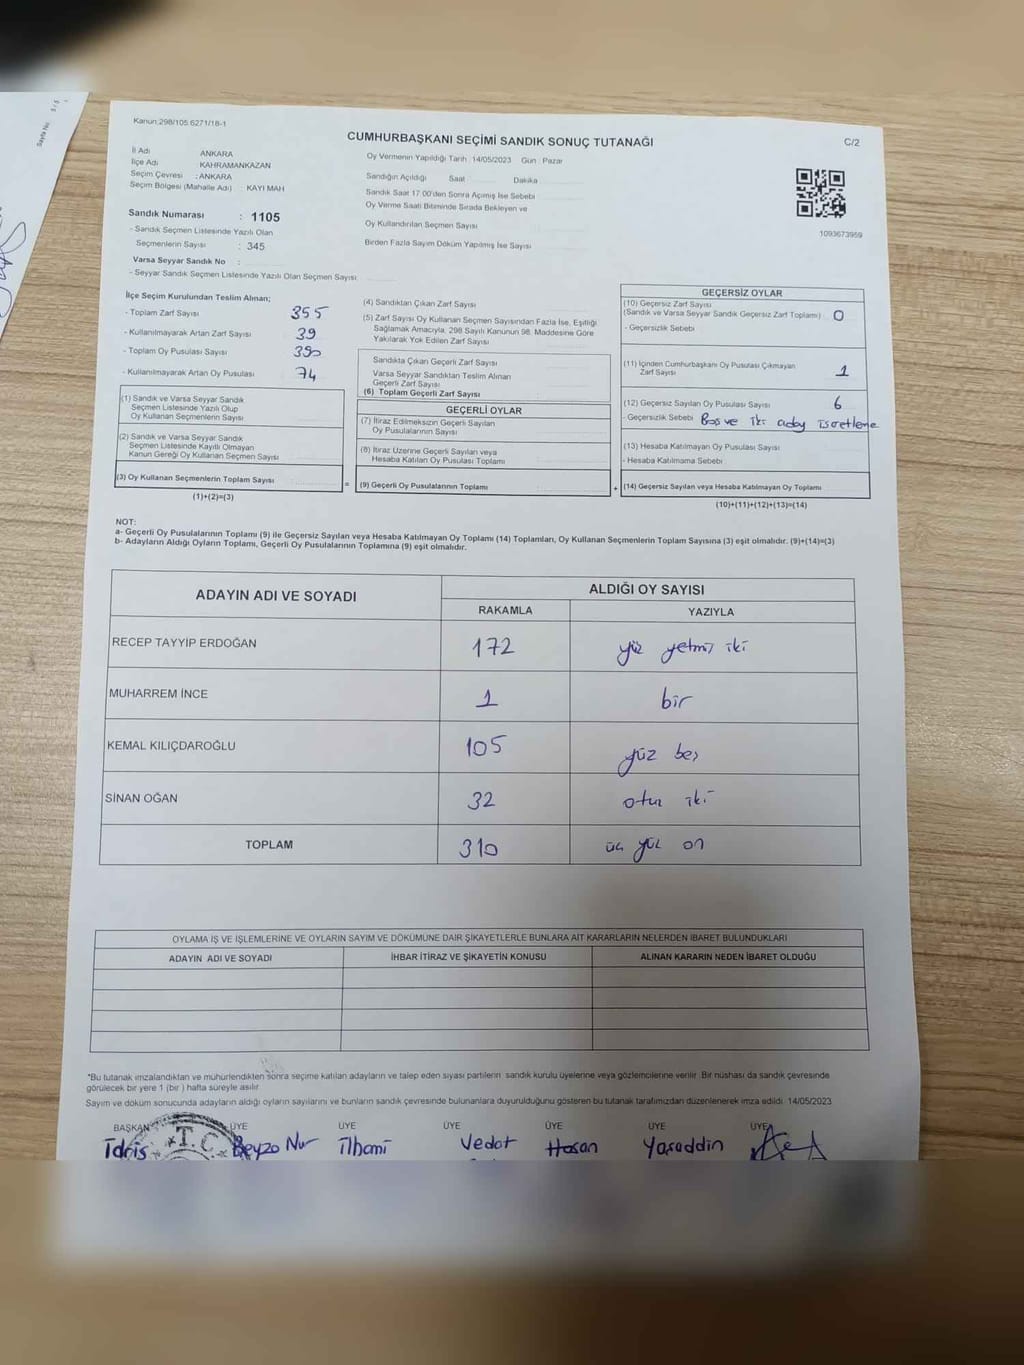 Kanun:298/105 6271/18-1
CUMHURBAŞKANI SEÇİMİ SANDIK SONUÇ TUTANAĞI
C/2
İl Adı ANKARA
İlçe Adı KAHRAMANKAZAN
Seçim Çevresi : ANKARA
Seçim Bölgesi (Mahalle Adı) KAYI MAH
Sandık Numarası : 1105
- Sandık Seçmen Listesinde Yazılı Olan
Seçmenlerin Sayısı : 345
Varsa Seyyar Sandık No :
- Seyyar Sandık Seçmen Listesinde Yazılı Olan Seçmen Sayısı
Oy Vermenin Yapıldığı Tarih 14/05/2023 Gün : Pazar
Sandığın Açıldığı Saat Dakika
Sandık Saat 17.00'den Sonra Açımış İse Sebebi
Oy Verme Saati Bitiminde Sırada Bekleyen ve
Oy Kullandırılan Seçmen Sayısı
Birden Fazla Sayım Döküm Yapılmış İse Sayısı
1093673959
Sayfa No: 5/5
İlçe Seçim Kurulundan Teslim Alınan;
- Toplam Zarf Sayısı 355
- Kullanılmayarak Artan Zarf Sayısı 39
- Toplam Oy Pusulası Sayısı 390
- Kullanılmayarak Artan Oy Pusulası 74
(1) Sandık ve Varsa Seyyar Sandık
Seçmen Listesinde Yazılı Olup
Oy Kullanan Seçmenlerin Sayısı
(2) Sandık ve Varsa Seyyar Sandık
Seçmen Listesinde Kayıtlı Olmayan
Kanun Gereği Oy Kullanan Seçmen Sayısı
(3) Oy Kullanan Seçmenlerin Toplam Sayısı
(1)+(2)=(3)
(4) Sandıktan Çıkan Zarf Sayısı
(5) Zarf Sayısı Oy Kullanan Seçmen Sayısından Fazla İse, Eşitliği
Sağlamak Amacıyla, 298 Sayılı Kanunun 98. Maddesine Göre
Yakılarak Yok Edilen Zarf Sayısı
Sandıkta Çıkan Geçerli Zarf Sayısı
Varsa Seyyar Sandıktan Teslim Alınan
Geçerli Zarf Sayısı
(6) Toplam Geçerli Zarf Sayısı
GEÇERLİ OYLAR
(7) İtiraz Edilmeksizin Geçerli Sayılan
Oy Pusulalarının Sayısı
(8) İtiraz Üzerine Geçerli Sayılan veya
Hesaba Katılan Oy Pusulası Toplamı
= (9) Geçerli Oy Pusulalarının Toplamı
GEÇERSİZ OYLAR
(10) Geçersiz Zarf Sayısı
(Sandık ve Varsa Seyyar Sandık Geçersiz Zarf Toplamı) 0
- Geçersizlik Sebebi
(11) İçinden Cumhurbaşkanı Oy Pusulası Çıkmayan
Zarf Sayısı 1
(12) Geçersiz Sayılan Oy Pusulası Sayısı 6
- Geçersizlik Sebebi Boş ve iki aday isaretleme
(13) Hesaba Katılmayan Oy Pusulası Sayısı
- Hesaba Katılmama Sebebi
+ (14) Geçersiz Sayılan veya Hesaba Katılmayan Oy Toplamı
(10)+(11)+(12)+(13)=(14)
NOT:
a- Geçerli Oy Pusulalarının Toplamı (9) ile Geçersiz Sayılan veya Hesaba Katılmayan Oy Toplamı (14) Toplamları, Oy Kullanan Seçmenlerin Toplam Sayısına (3) eşit olmalıdır. (9)+(14)=(3)
b- Adayların Aldığı Oyların Toplamı, Geçerli Oy Pusulalarının Toplamına (9) eşit olmalıdır.
ADAYIN ADI VE SOYADI ALDIĞI OY SAYISI
RAKAMLA YAZIYLA
RECEP TAYYİP ERDOĞAN 172 yüz yetmiş iki
MUHARREM İNCE 1 bir
KEMAL KILIÇDAROĞLU 105 yüz beş
SİNAN OĞAN 32 otuz iki
TOPLAM 310 üç yüz on
OYLAMA İŞ VE İŞLEMLERİNE VE OYLARIN SAYIM VE DÖKÜMÜNE DAİR ŞİKAYETLERLE BUNLARA AİT KARARLARIN NELERDEN İBARET BULUNDUKLARI
ADAYIN ADI VE SOYADI İHBAR İTİRAZ VE ŞİKAYETİN KONUSU ALINAN KARARIN NEDEN İBARET OLDUĞU
*Bu tutanak imzalandıktan ve mühürlendikten sonra seçime katılan adayların ve talep eden siyasi partilerin sandık kurulu üyelerine veya gözlemcilerine verilir. Bir nüshası da sandık çevresinde
görülecek bir yere 1 (bir ) hafta süreyle asılır.
Sayım ve döküm sonucunda adayların aldığı oyların sayılarını ve bunların sandık çevresinde bulunanlara duyurulduğunu gösteren bu tutanak tarafımızdan düzenlenerek imza edildi. 14/05/2023
BAŞKAN ÜYE ÜYE ÜYE ÜYE ÜYE ÜYE
İdris T.C. Beyza Nur İlhami Vedat Hasan Yasaddin